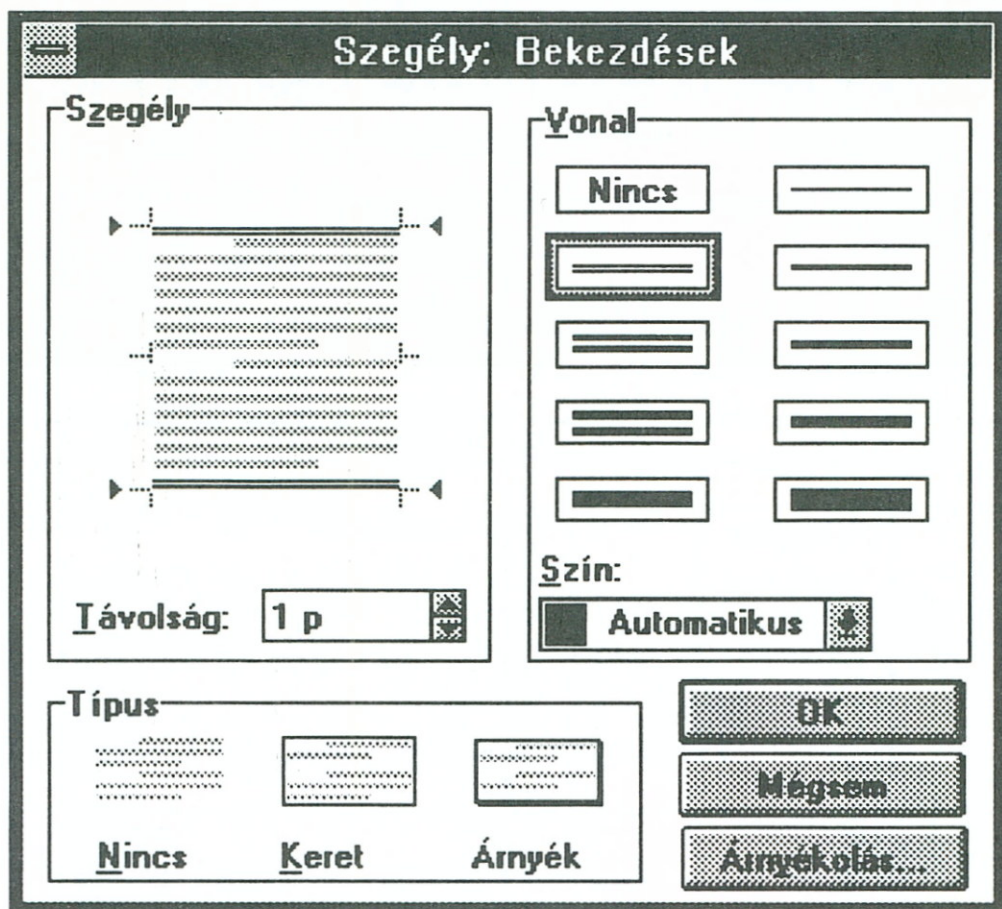 Szegély: Bekezdések
Szegély
Távolság: 1 p
Vonal
Nincs
Szín:
Automatikus
Típus
Nincs Keret Árnyék
OK
Mégsem
Árnyékolás...